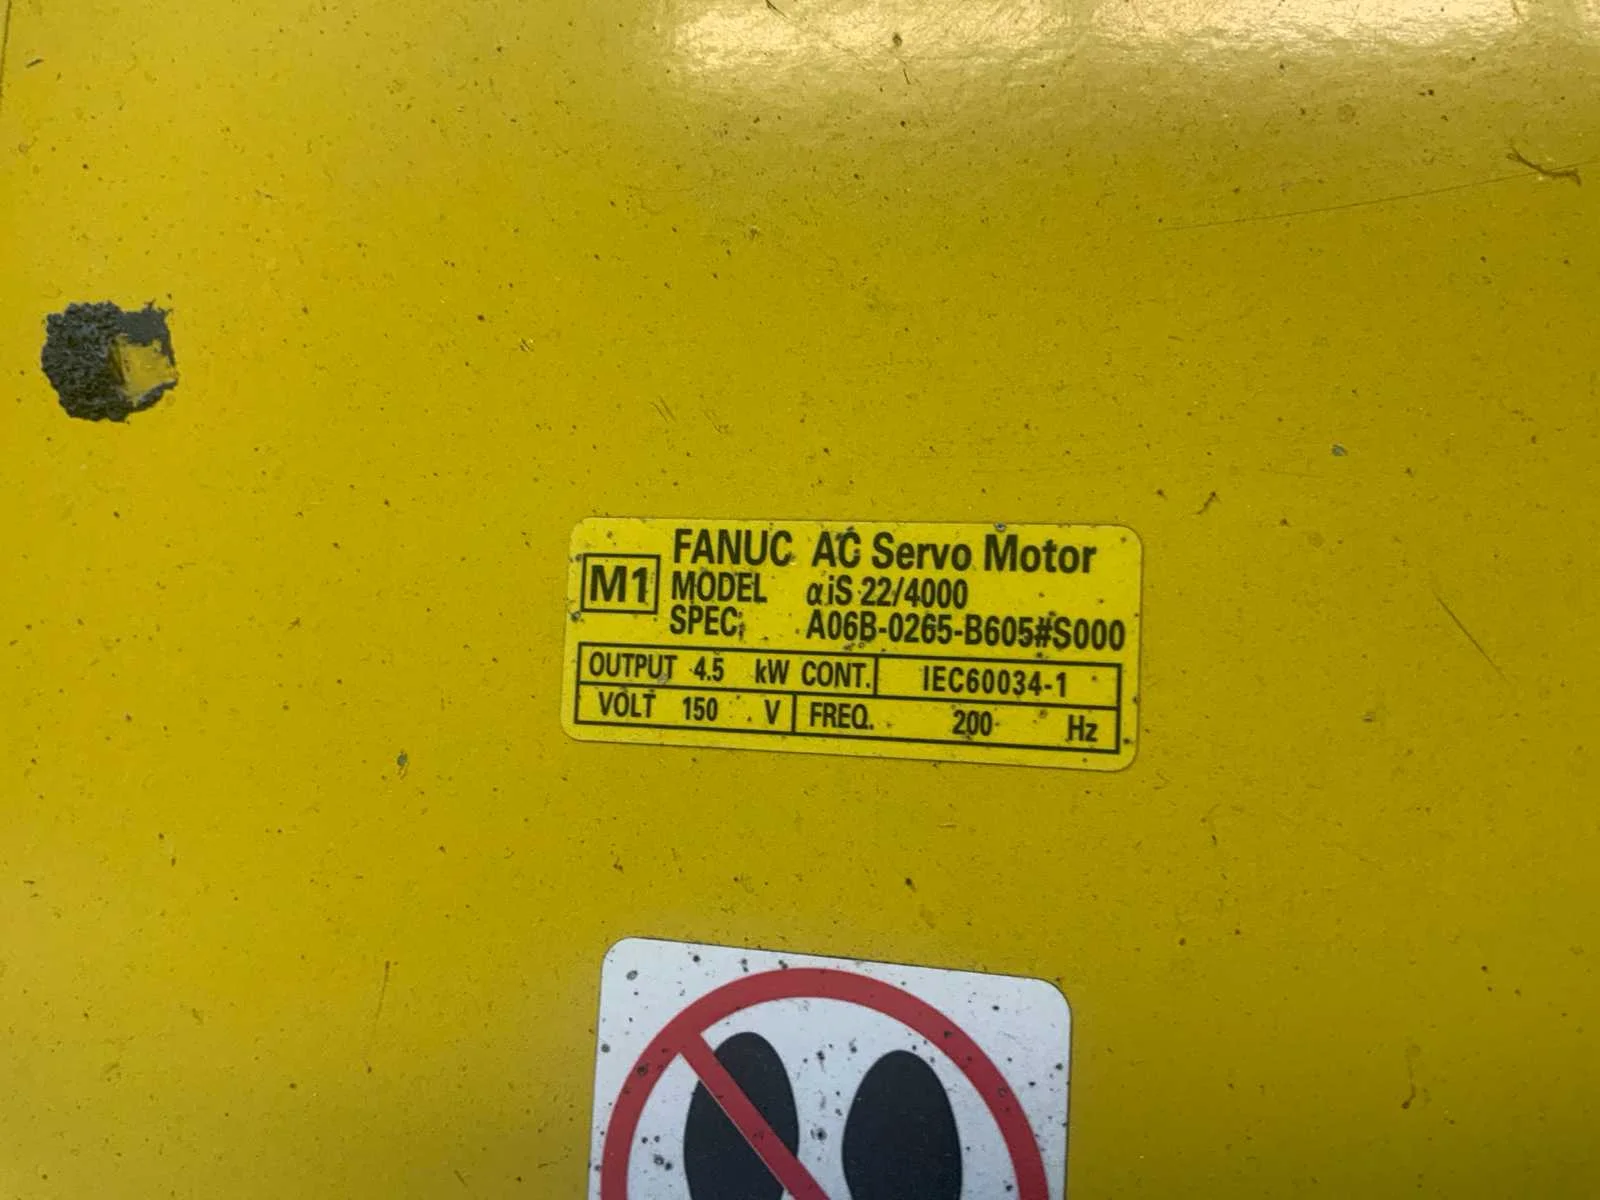 FANUC AC Servo Motor
M1 MODEL αiS 22/4000
SPEC. A06B-0265-B605#S000
OUTPUT 4.5 kW CONT. IEC60034-1
VOLT 150 V FREQ. 200 Hz